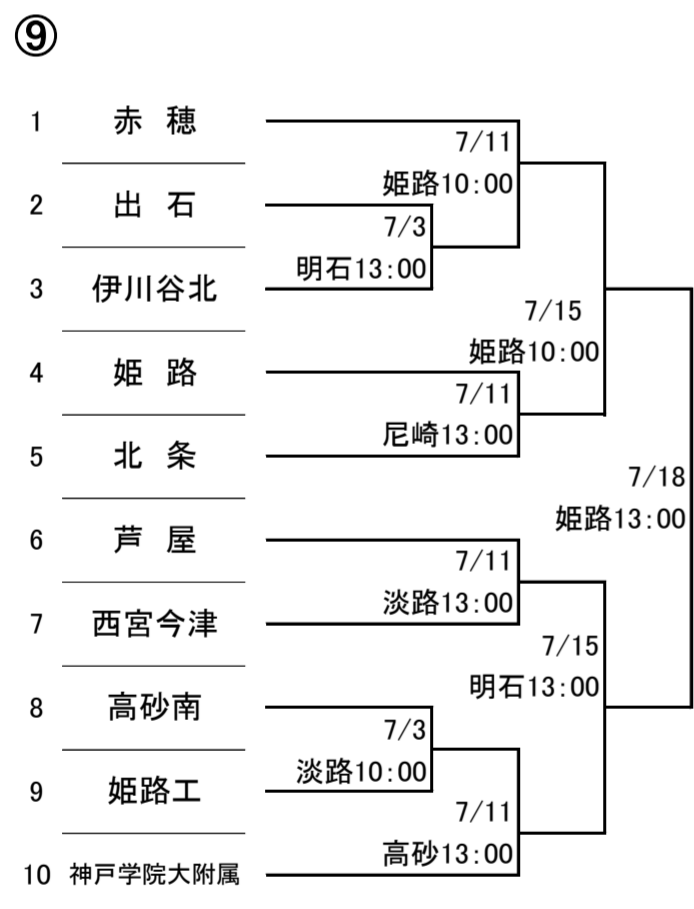 ⑨
1 赤 穂
7/11
姫路10:00
2 出 石
7/3
明石13:00
3 伊川谷北
7/15
姫路10:00
4 姫 路
7/11
尼崎13:00
5 北 条
7/18
姫路13:00
6 芦 屋
7/11
淡路13:00
7 西宮今津
7/15
明石13:00
8 高砂南
7/3
淡路10:00
9 姫路工
7/11
高砂13:00
10 神戸学院大附属